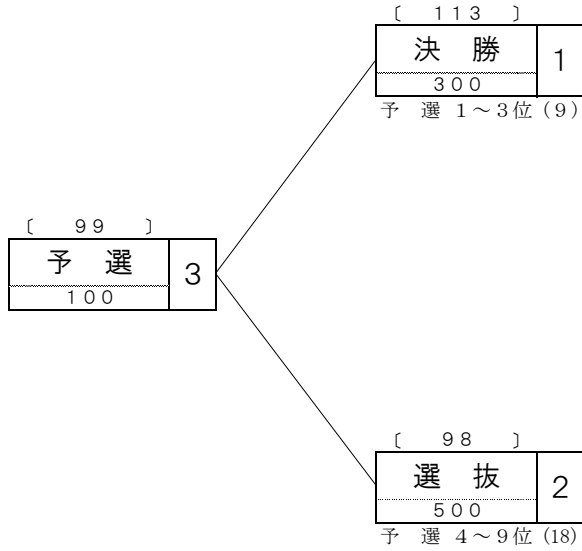 〔　113　〕
決　勝
1
300
予　選 1～3位 (9)
〔　99　〕
予　選
3
100
〔　98　〕
選　抜
2
500
予　選 4～9位 (18)